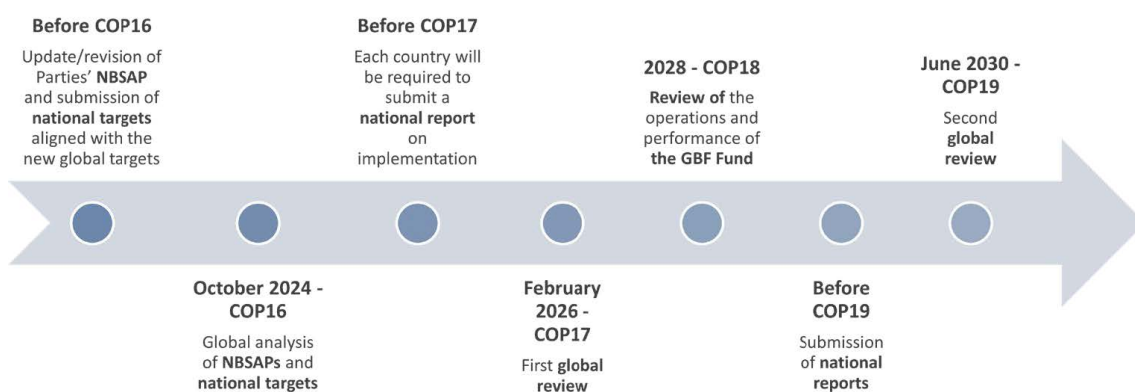 Before COP16
Update/revision of
Parties’ NBSAP
and submission of
national targets
aligned with the
new global targets
October 2024 -
COP16
Global analysis
of NBSAPs and
national targets
Before COP17
Each country will
be required to
submit a
national report
on
implementation
February
2026 -
COP17
First global
review
2028 - COP18
Review of the
operations and
performance of
the GBF Fund
Before
COP19
Submission
of national
reports
June 2030 -
COP19
Second
global
review